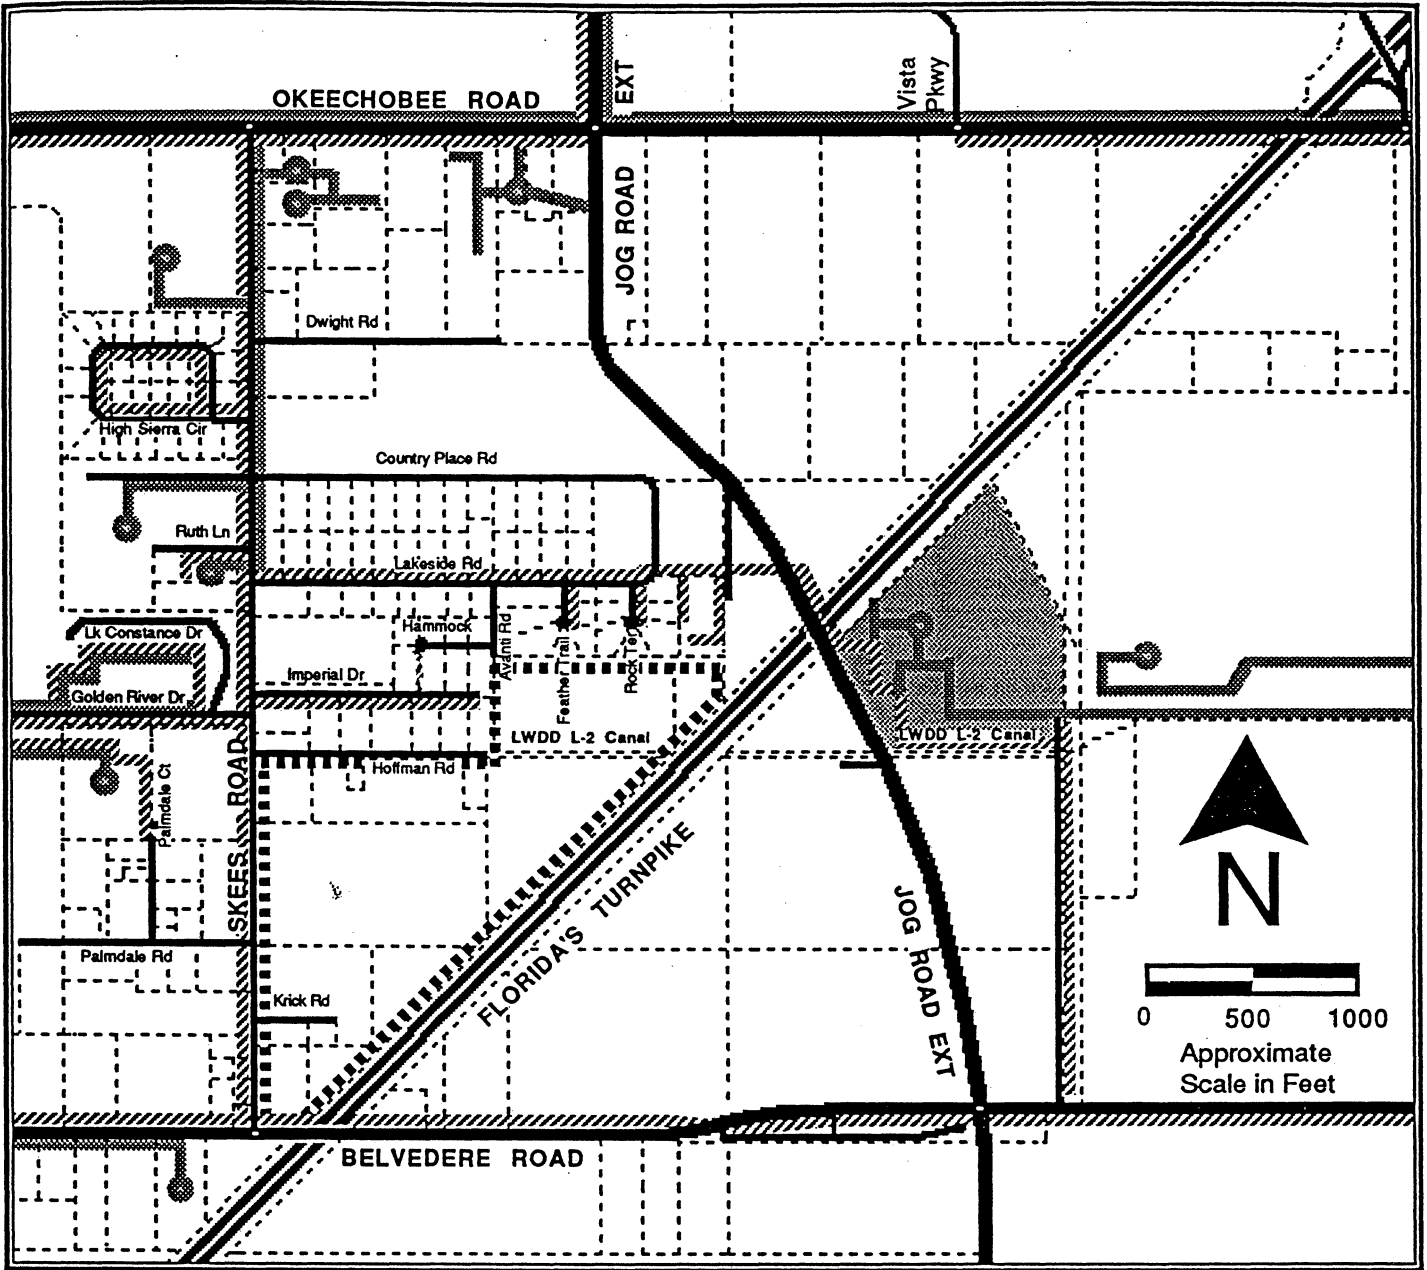 EXT
Vista
Pkwy
OKEECHOBEE ROAD
JOG ROAD
Dwight Rd
High Sierra Cir
Country Place Rd
Ruth Ln
Lakeside Rd
Lk Constance Dr
Hammock
Avanti Rd
Feather Trail
Rock Ter
Imperial Dr
Golden River Dr
LWDD L-2 Canal
LWDD L-2 Canal
Hoffman Rd
SKEES ROAD
Palmdale Ct
FLORIDA'S TURNPIKE
N
JOG ROAD EXT
Palmdale Rd
Krick Rd
0 500 1000
Approximate
Scale in Feet
BELVEDERE ROAD